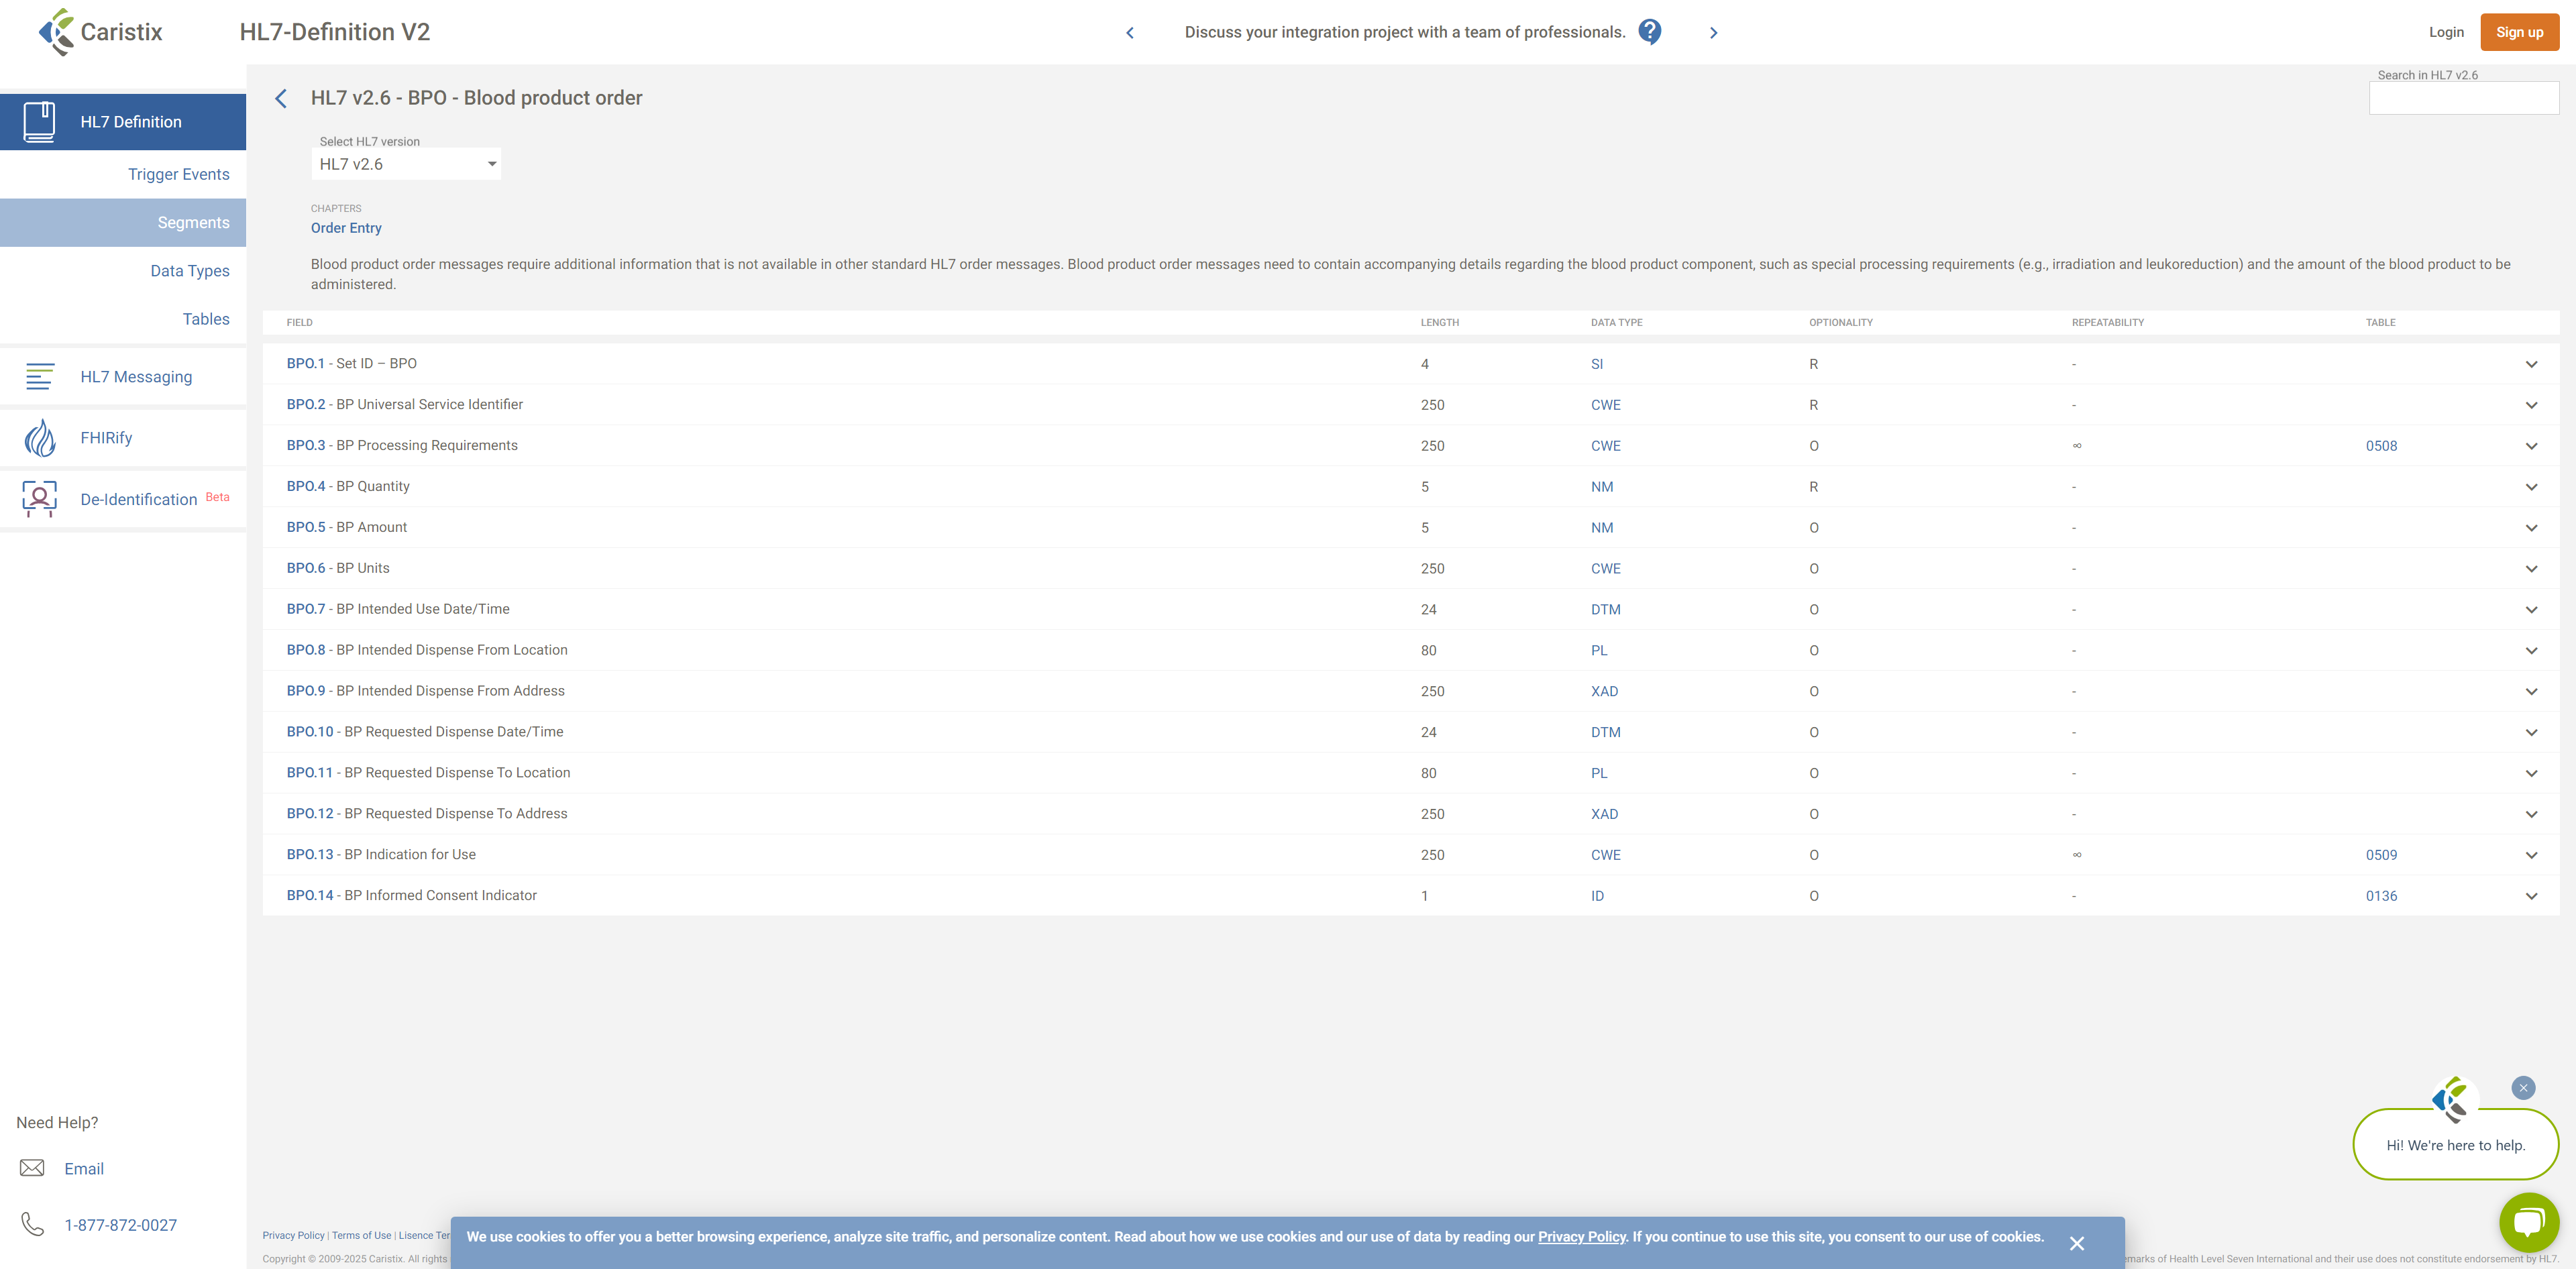 Caristix
HL7-Definition V2
Discuss your integration project with a team of professionals.
Login
Sign up
HL7 Definition
Trigger Events
Segments
Data Types
Tables
HL7 Messaging
FHIRify
De-Identification Beta
Need Help?
Email
1-877-872-0027
HL7 v2.6 - BPO - Blood product order
Search in HL7 v2.6
Select HL7 version
HL7 v2.6
CHAPTERS
Order Entry
Blood product order messages require additional information that is not available in other standard HL7 order messages. Blood product order messages need to contain accompanying details regarding the blood product component, such as special processing requirements (e.g., irradiation and leukoreduction) and the amount of the blood product to be
administered.
FIELD LENGTH DATA TYPE OPTIONALITY REPEATABILITY TABLE
BPO.1 - Set ID – BPO 4 SI R -
BPO.2 - BP Universal Service Identifier 250 CWE R -
BPO.3 - BP Processing Requirements 250 CWE O ∞ 0508
BPO.4 - BP Quantity 5 NM R -
BPO.5 - BP Amount 5 NM O -
BPO.6 - BP Units 250 CWE O -
BPO.7 - BP Intended Use Date/Time 24 DTM O -
BPO.8 - BP Intended Dispense From Location 80 PL O -
BPO.9 - BP Intended Dispense From Address 250 XAD O -
BPO.10 - BP Requested Dispense Date/Time 24 DTM O -
BPO.11 - BP Requested Dispense To Location 80 PL O -
BPO.12 - BP Requested Dispense To Address 250 XAD O -
BPO.13 - BP Indication for Use 250 CWE O ∞ 0509
BPO.14 - BP Informed Consent Indicator 1 ID O - 0136
Hi! We're here to help.
Privacy Policy | Terms of Use | Lisence Ter
We use cookies to offer you a better browsing experience, analyze site traffic, and personalize content. Read about how we use cookies and our use of data by reading our Privacy Policy. If you continue to use this site, you consent to our use of cookies.
Copyright © 2009-2025 Caristix. All rights
emarks of Health Level Seven International and their use does not constitute endorsement by HL7.